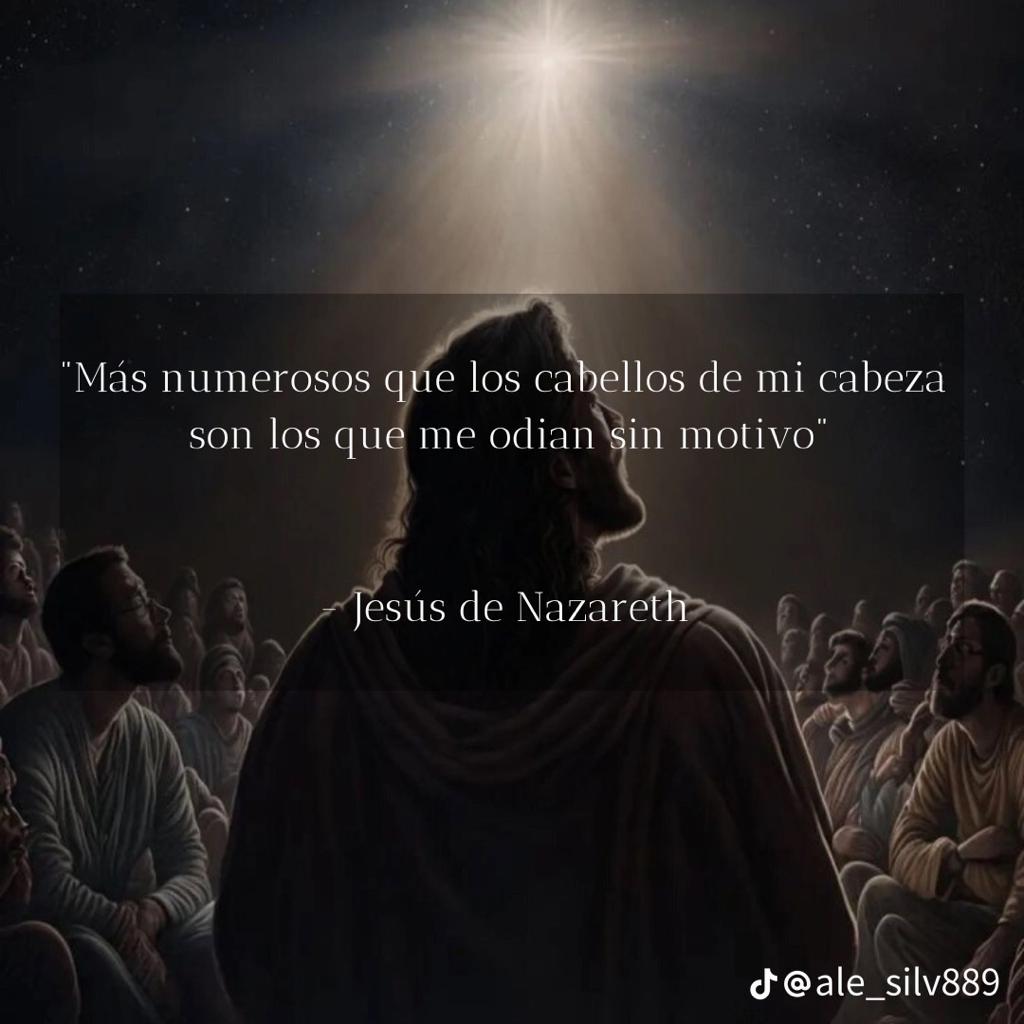 "Más numerosos que los cabellos de mi cabeza
son los que me odian sin motivo"
- Jesús de Nazareth
@ale_silv889